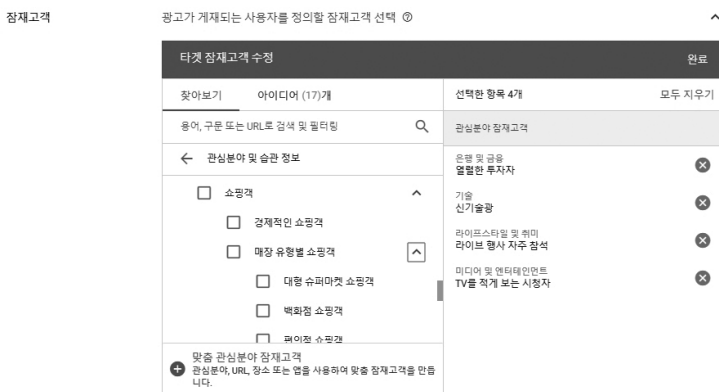 잠재고객
광고가 게재되는 사용자를 정의할 잠재고객 선택
타겟 잠재고객 수정
완료
찾아보기
아이디어 (17)개
용어, 구문 또는 URL로 검색 및 필터링
관심분야 및 습관 정보
쇼핑객
경제적인 쇼핑객
매장 유형별 쇼핑객
대형 슈퍼마켓 쇼핑객
백화점 쇼핑객
편의점 쇼핑객
맞춤 관심분야 잠재고객
관심분야, URL, 장소 또는 앱을 사용하여 맞춤 잠재고객을 만듭
니다.
선택한 항목 4개
모두 지우기
관심분야 잠재고객
은행 및 금융
열렬한 투자자
기술
신기술광
라이프스타일 및 취미
라이브 행사 자주 참석
미디어 및 엔터테인먼트
TV를 적게 보는 시청자